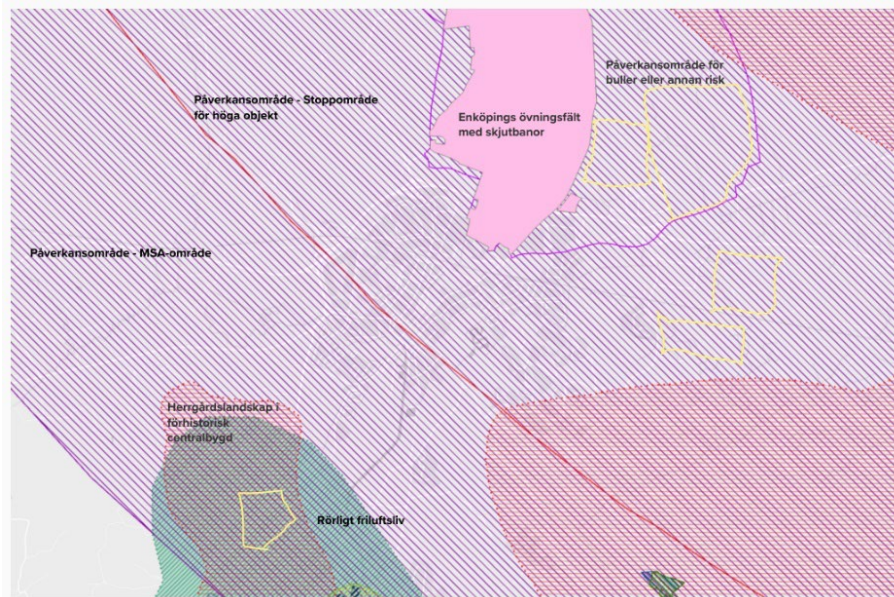 Påverkansområde för
buller eller annan risk
Påverkansområde - Stoppområde
för höga objekt
Enköpings övningsfält
med skjutbanor
Påverkansområde - MSA-område
Herrgårdslandskap i
förhistorisk
centralbygd
Rörligt friluftsliv